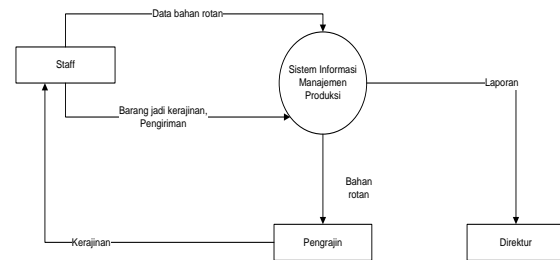 Data bahan rotan
Staff
Sistem Informasi
Manajemen
Produksi
Laporan
Barang jadi kerajinan,
Pengiriman
Bahan
rotan
Kerajinan
Pengrajin
Direktur